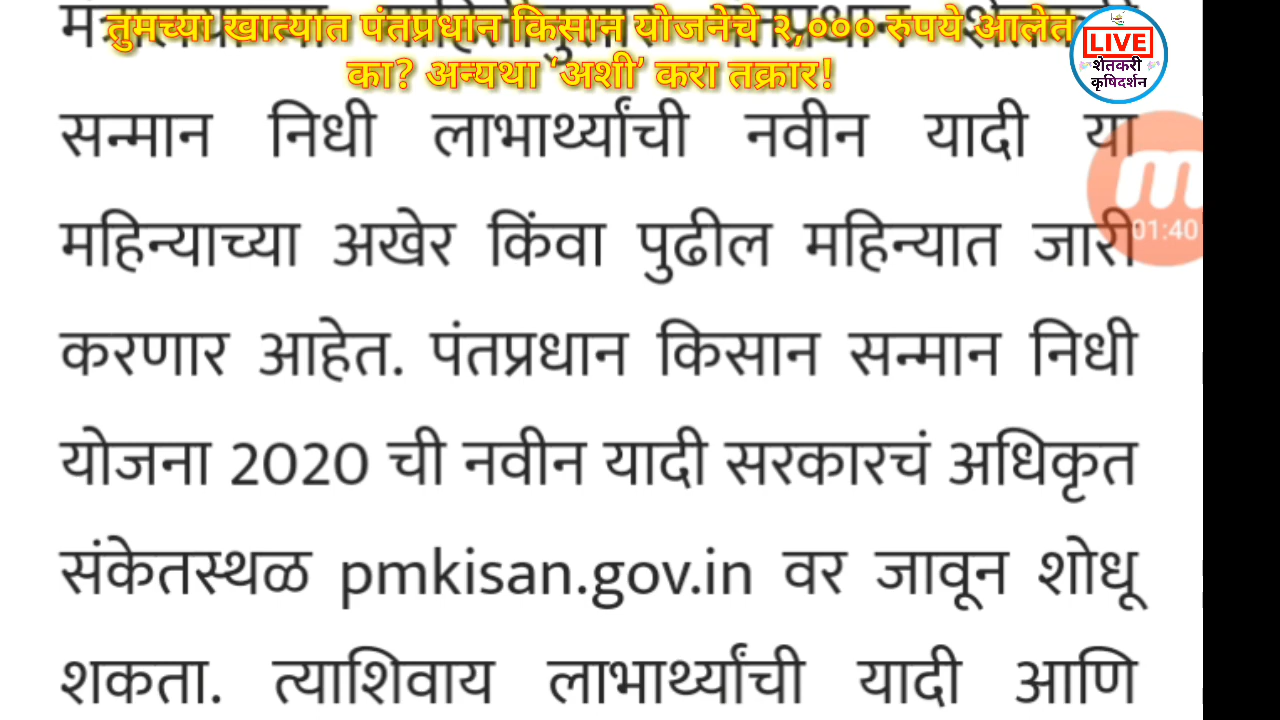 तुमच्या खात्यात पंतप्रधान किसान योजनेचे २,००० रुपये आलेत
का? अन्यथा ‘अशी’ करा तक्रार!
LIVE
शेतकरी
कृषिदर्शन
सन्मान निधी लाभार्थ्यांची नवीन यादी या
महिन्याच्या अखेर किंवा पुढील महिन्यात जारी
01:40
करणार आहेत. पंतप्रधान किसान सन्मान निधी
योजना 2020 ची नवीन यादी सरकारचं अधिकृत
संकेतस्थळ pmkisan.gov.in वर जावून शोधू
शकता. त्याशिवाय लाभार्थ्यांची यादी आणि